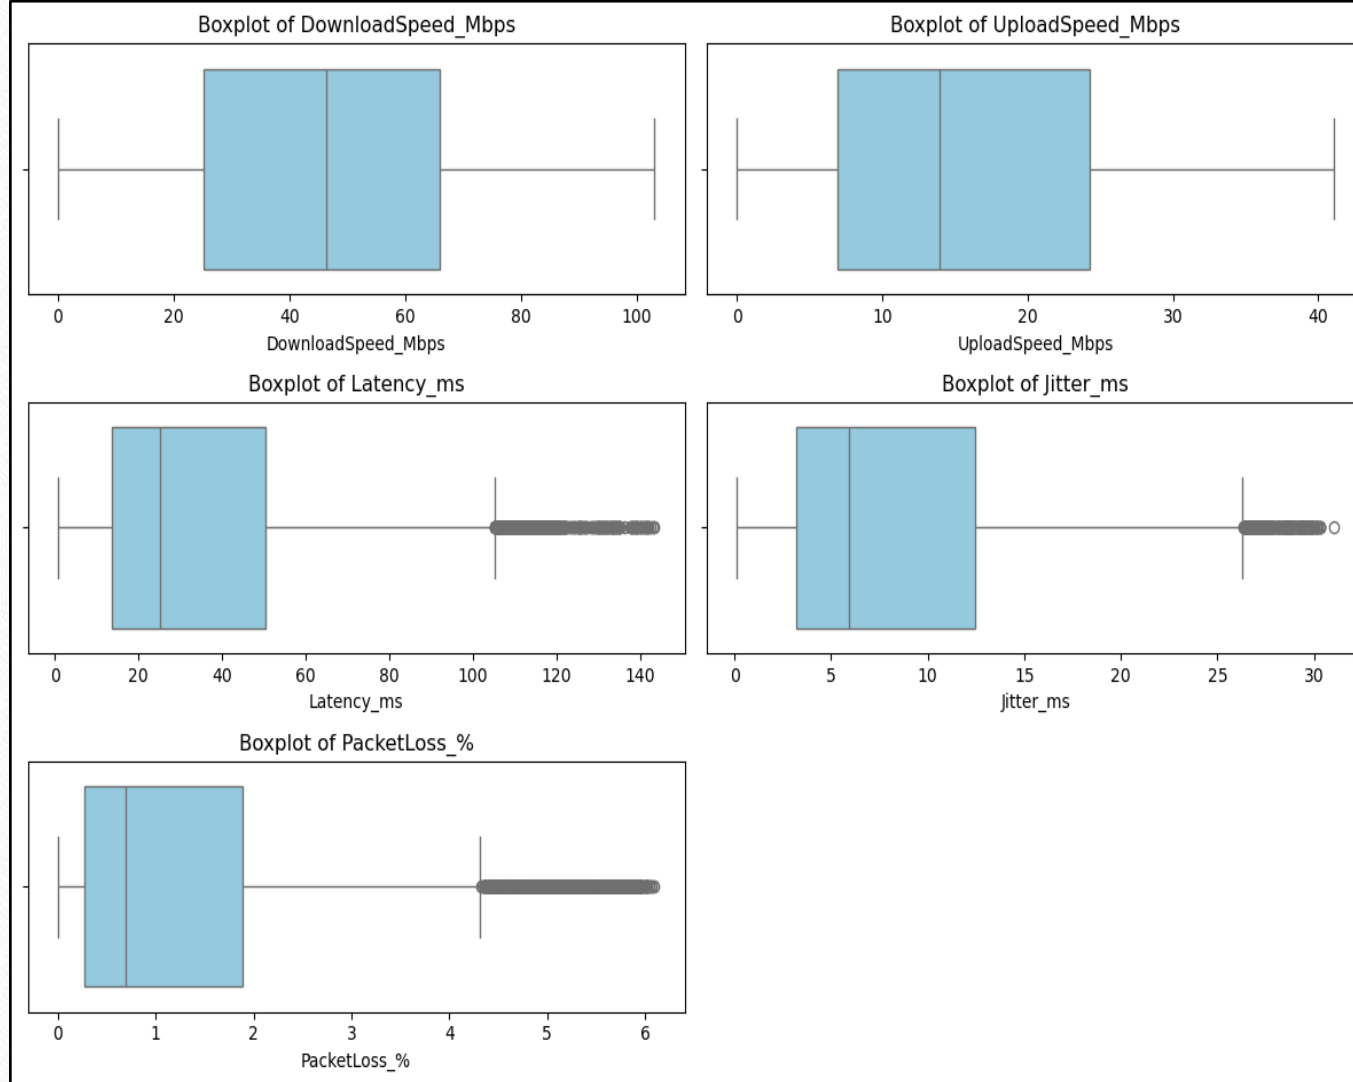 Boxplot of DownloadSpeed_Mbps
0 20 40 60 80 100
DownloadSpeed_Mbps
Boxplot of UploadSpeed_Mbps
0 10 20 30 40
UploadSpeed_Mbps
Boxplot of Latency_ms
0 20 40 60 80 100 120 140
Latency_ms
Boxplot of Jitter_ms
0 5 10 15 20 25 30
Jitter_ms
Boxplot of PacketLoss_%
0 1 2 3 4 5 6
PacketLoss_%